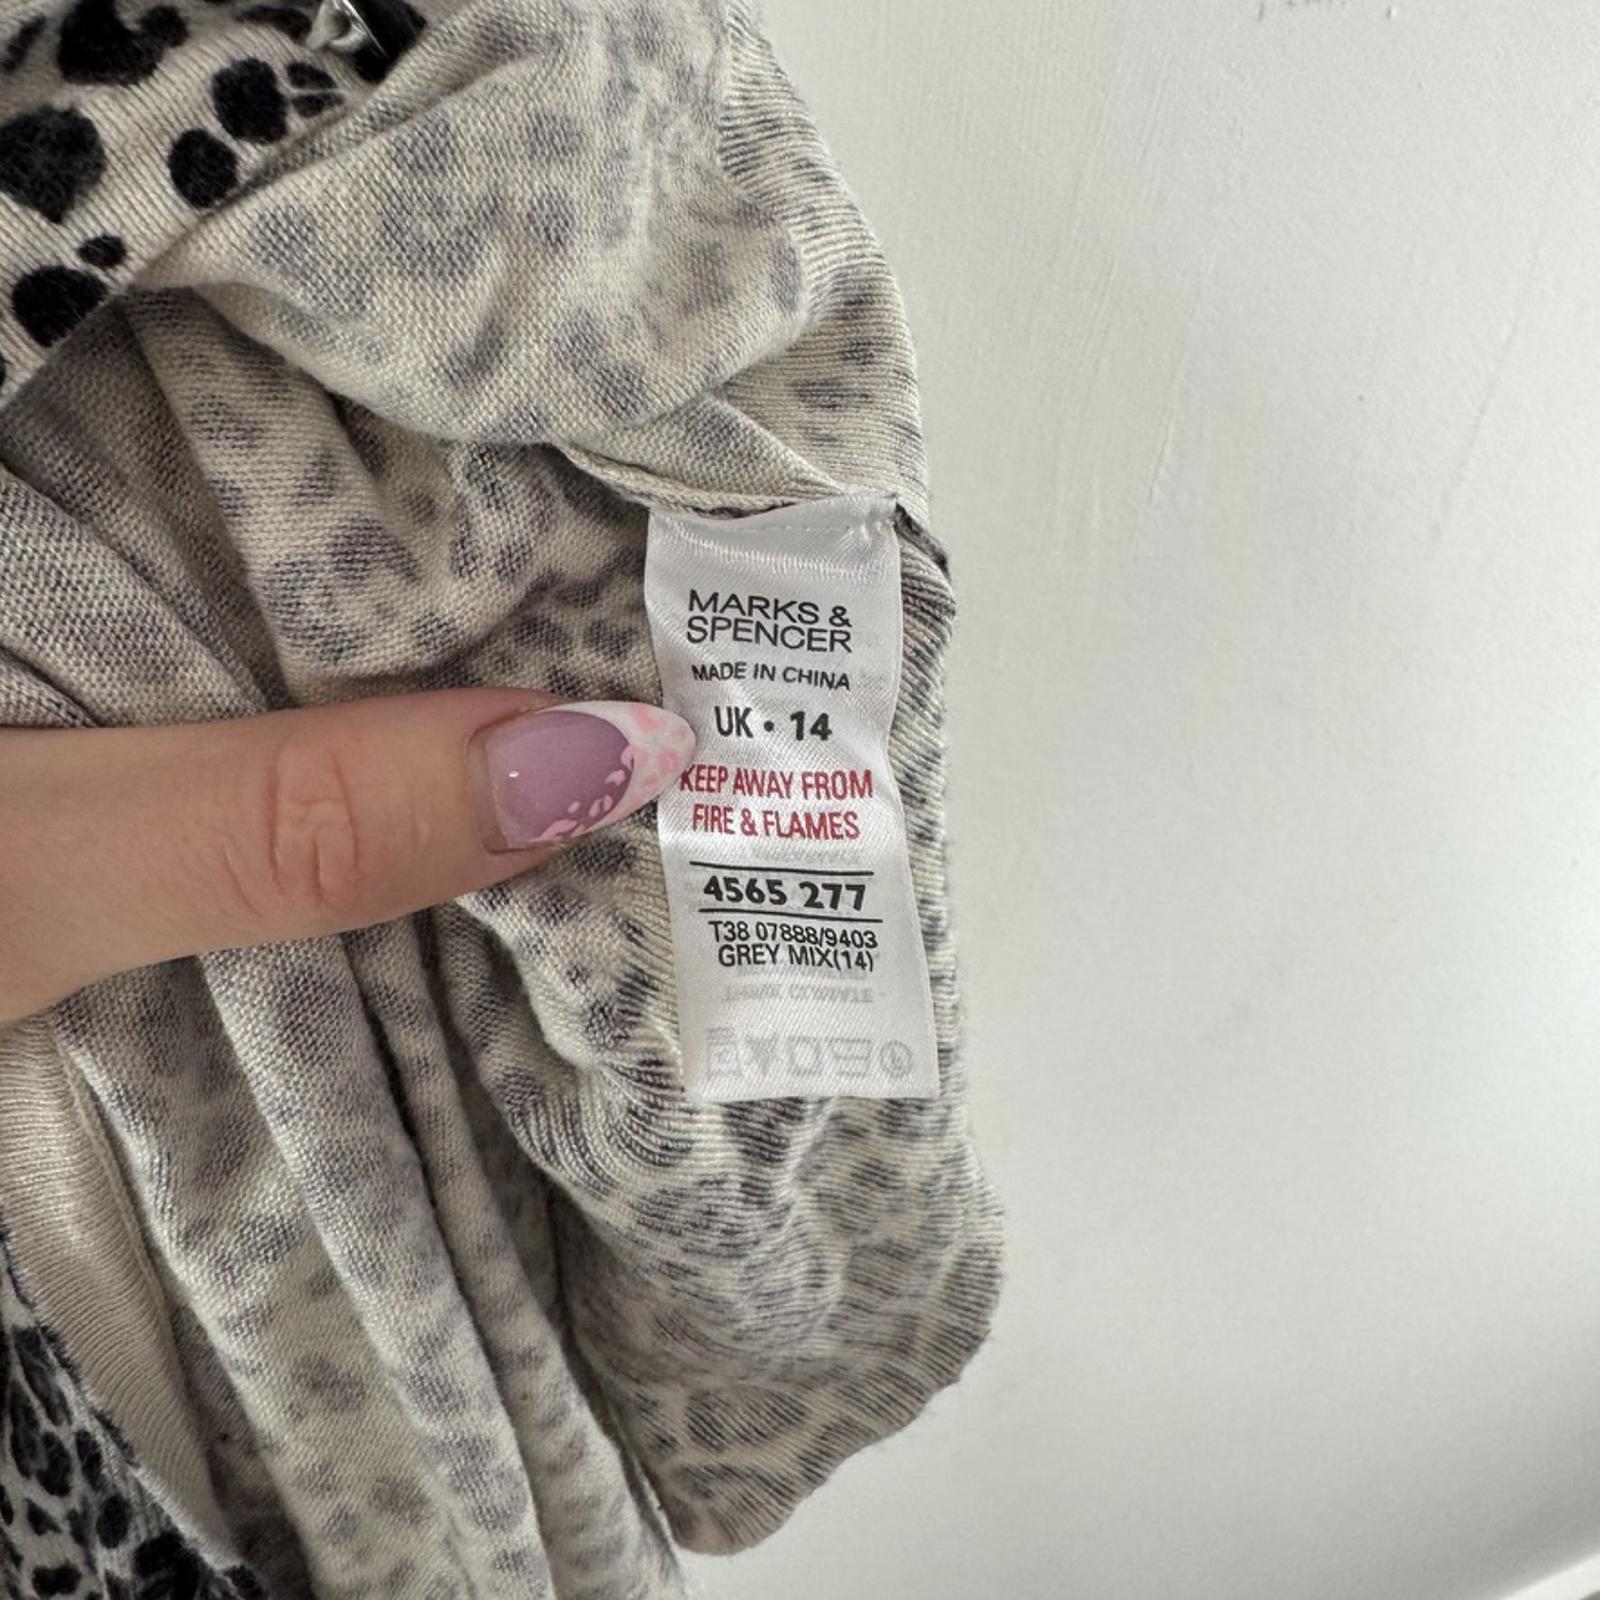 MARKS &
SPENCER
MADE IN CHINA
UK • 14
KEEP AWAY FROM
FIRE & FLAMES
4565 277
T38 07888/9403
GREY MIX(14)